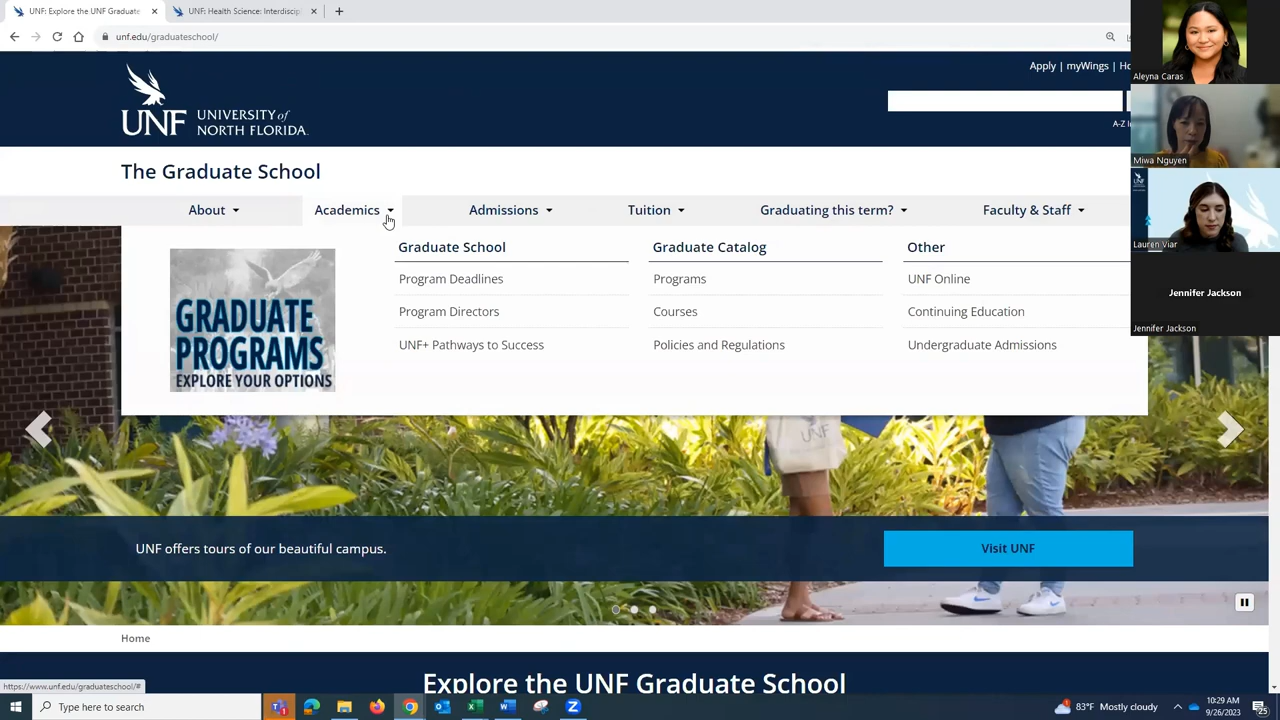 UNF: Explore the UNF Graduate
UNF: Health Science: Interdiscip
unf.edu/graduateschool/
Apply | myWings | Ho
UNF UNIVERSITY of NORTH FLORIDA
A-Z I
The Graduate School
About Academics Admissions Tuition Graduating this term? Faculty & Staff
GRADUATE
PROGRAMS
EXPLORE YOUR OPTIONS
Graduate School
Program Deadlines
Program Directors
UNF+ Pathways to Success
Graduate Catalog
Programs
Courses
Policies and Regulations
Other
UNF Online
Continuing Education
Undergraduate Admissions
UNF
UNF offers tours of our beautiful campus.
Visit UNF
Home
Explore the UNF Graduate School
https://www.unf.edu/graduateschool/#
Aleyna Caras
Miwa Nguyen
Lauren Viar
Jennifer Jackson
Jennifer Jackson
Type here to search
83°F Mostly cloudy
10:29 AM
9/26/2023
25